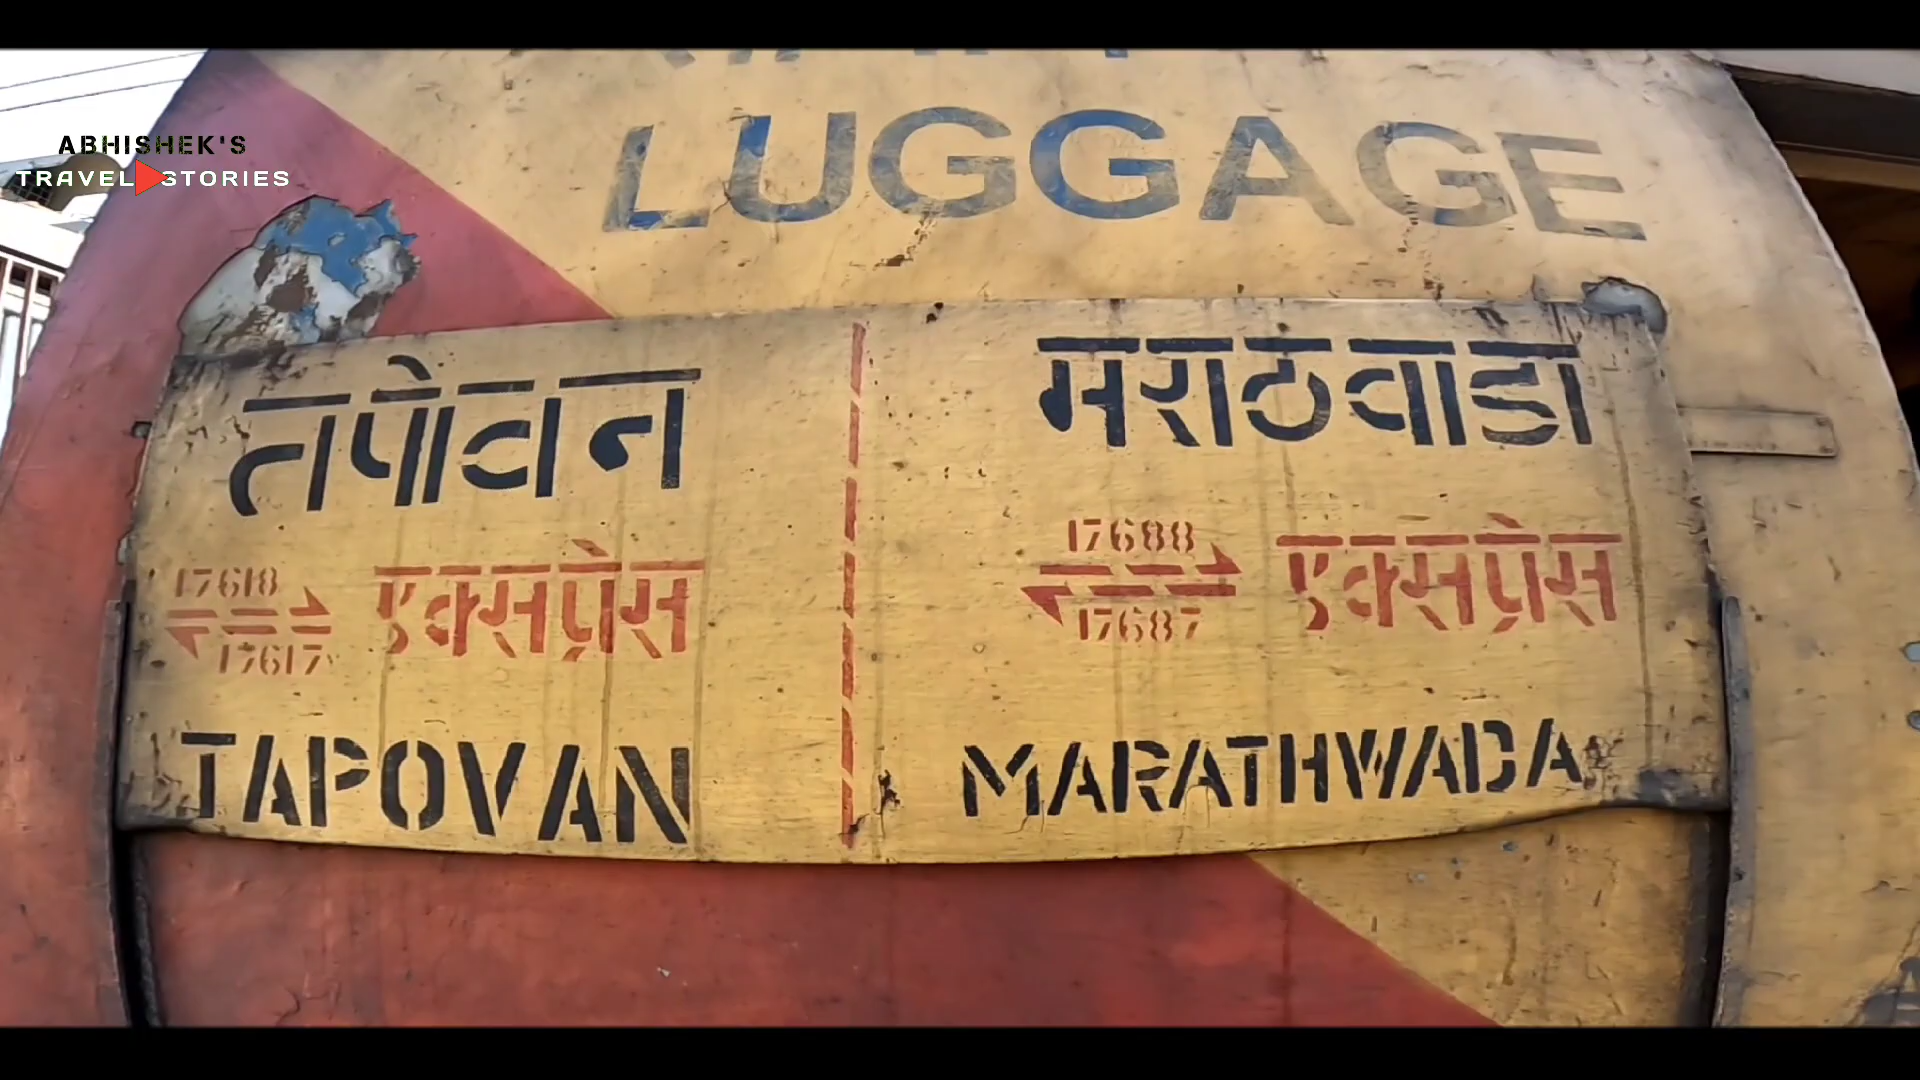 ABHISHEK'S
TRAVEL STORIES
LUGGAGE
तपोवन
17618
17617
एक्सप्रेस
TAPOVAN
मराठवाडा
17688
17687
एक्सप्रेस
MARATHWADA